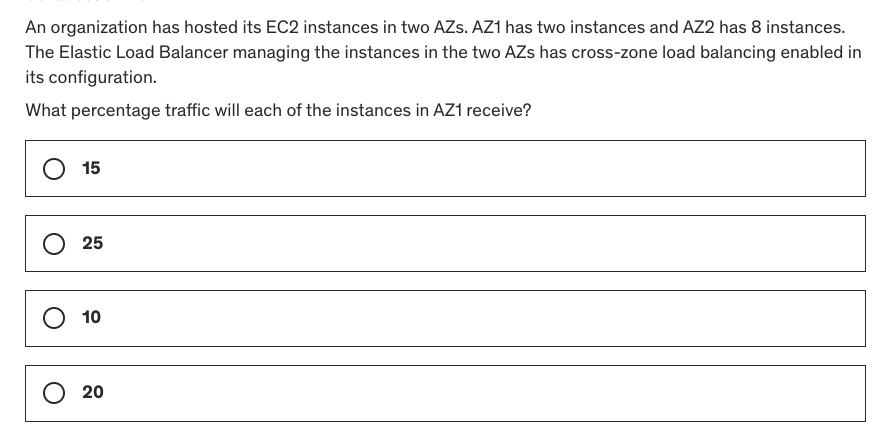 An organization has hosted its EC2 instances in two AZs. AZ1 has two instances and AZ2 has 8 instances.
The Elastic Load Balancer managing the instances in the two AZs has cross-zone load balancing enabled in
its configuration.
What percentage traffic will each of the instances in AZ1 receive?
15
25
10
20